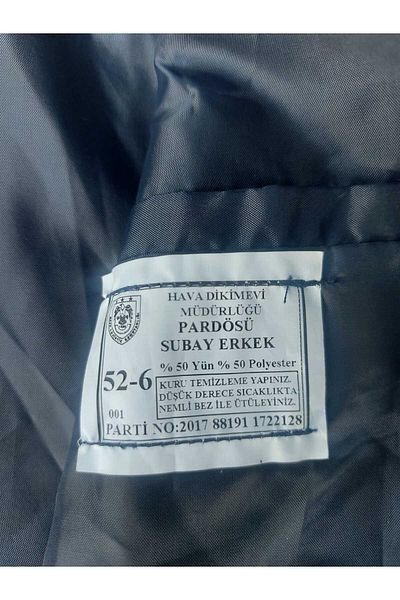 HAVA DİKİMEVİ
MÜDÜRLÜĞÜ
PARDÖSÜ
SUBAY ERKEK
% 50 Yün % 50 Polyester
52-6
001
KURU TEMİZLEME YAPINIZ.
DÜŞÜK DERECE SICAKLIKTA
NEMLİ BEZ İLE ÜTÜLEYİNİZ.
PARTİ NO:2017 88191 1722128